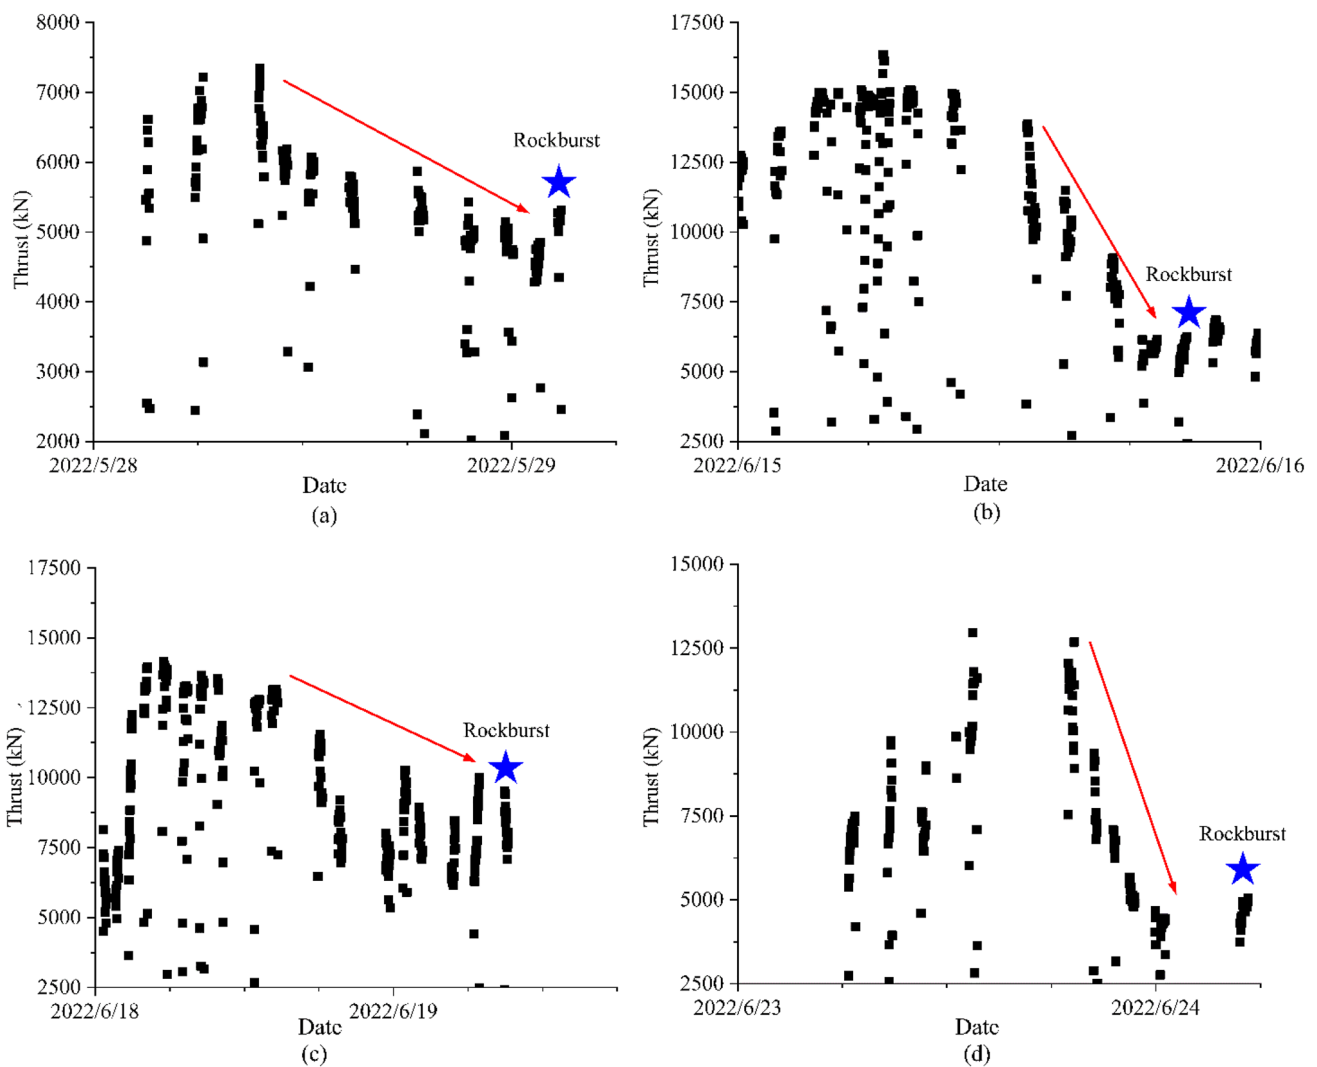 8000
7000
6000
5000
4000
3000
2000
Thrust (kN)
Rockburst
2022/5/28
2022/5/29
Date
(a)
17500
15000
12500
10000
7500
5000
2500
Thrust (kN)
Rockburst
2022/6/15
2022/6/16
Date
(b)
17500
15000
12500
10000
7500
5000
2500
Thrust (kN)
Rockburst
2022/6/18
2022/6/19
Date
(c)
15000
12500
10000
7500
5000
2500
Thrust (kN)
Rockburst
2022/6/23
2022/6/24
Date
(d)